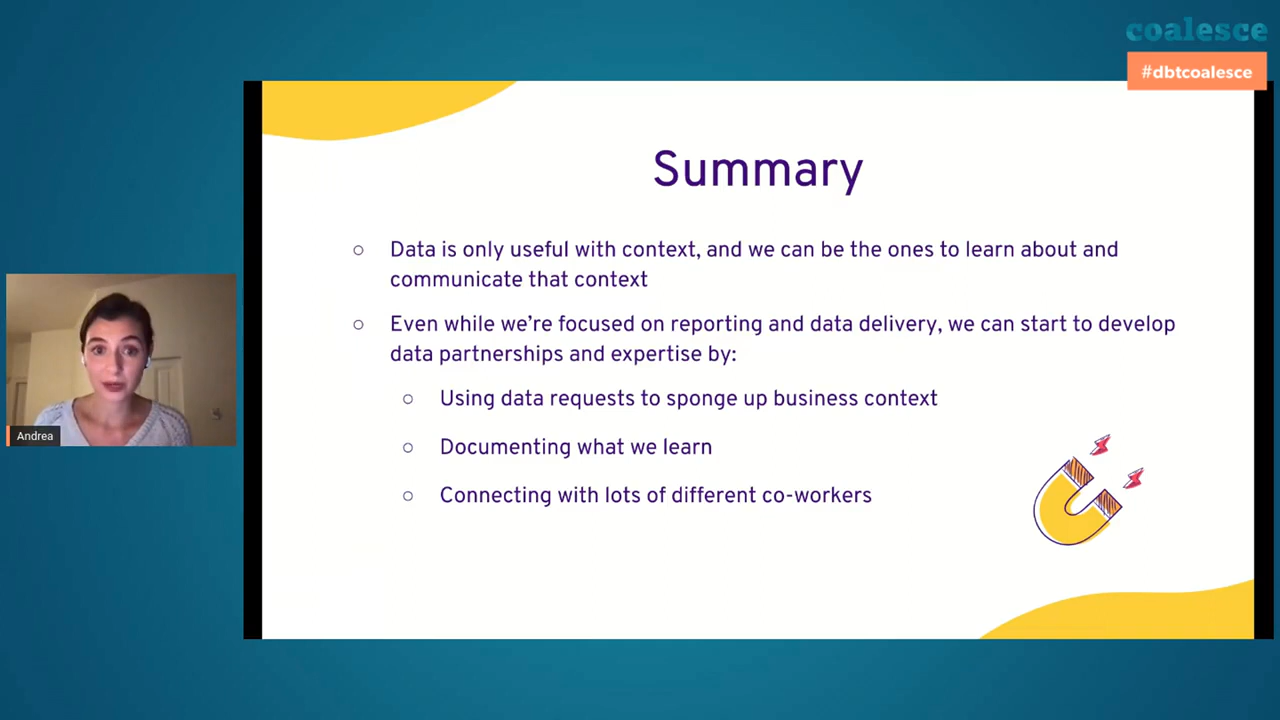 coalesce
#dbtcoalesce
Summary
○ Data is only useful with context, and we can be the ones to learn about and
communicate that context
○ Even while we’re focused on reporting and data delivery, we can start to develop
data partnerships and expertise by:
○ Using data requests to sponge up business context
○ Documenting what we learn
○ Connecting with lots of different co-workers
Andrea